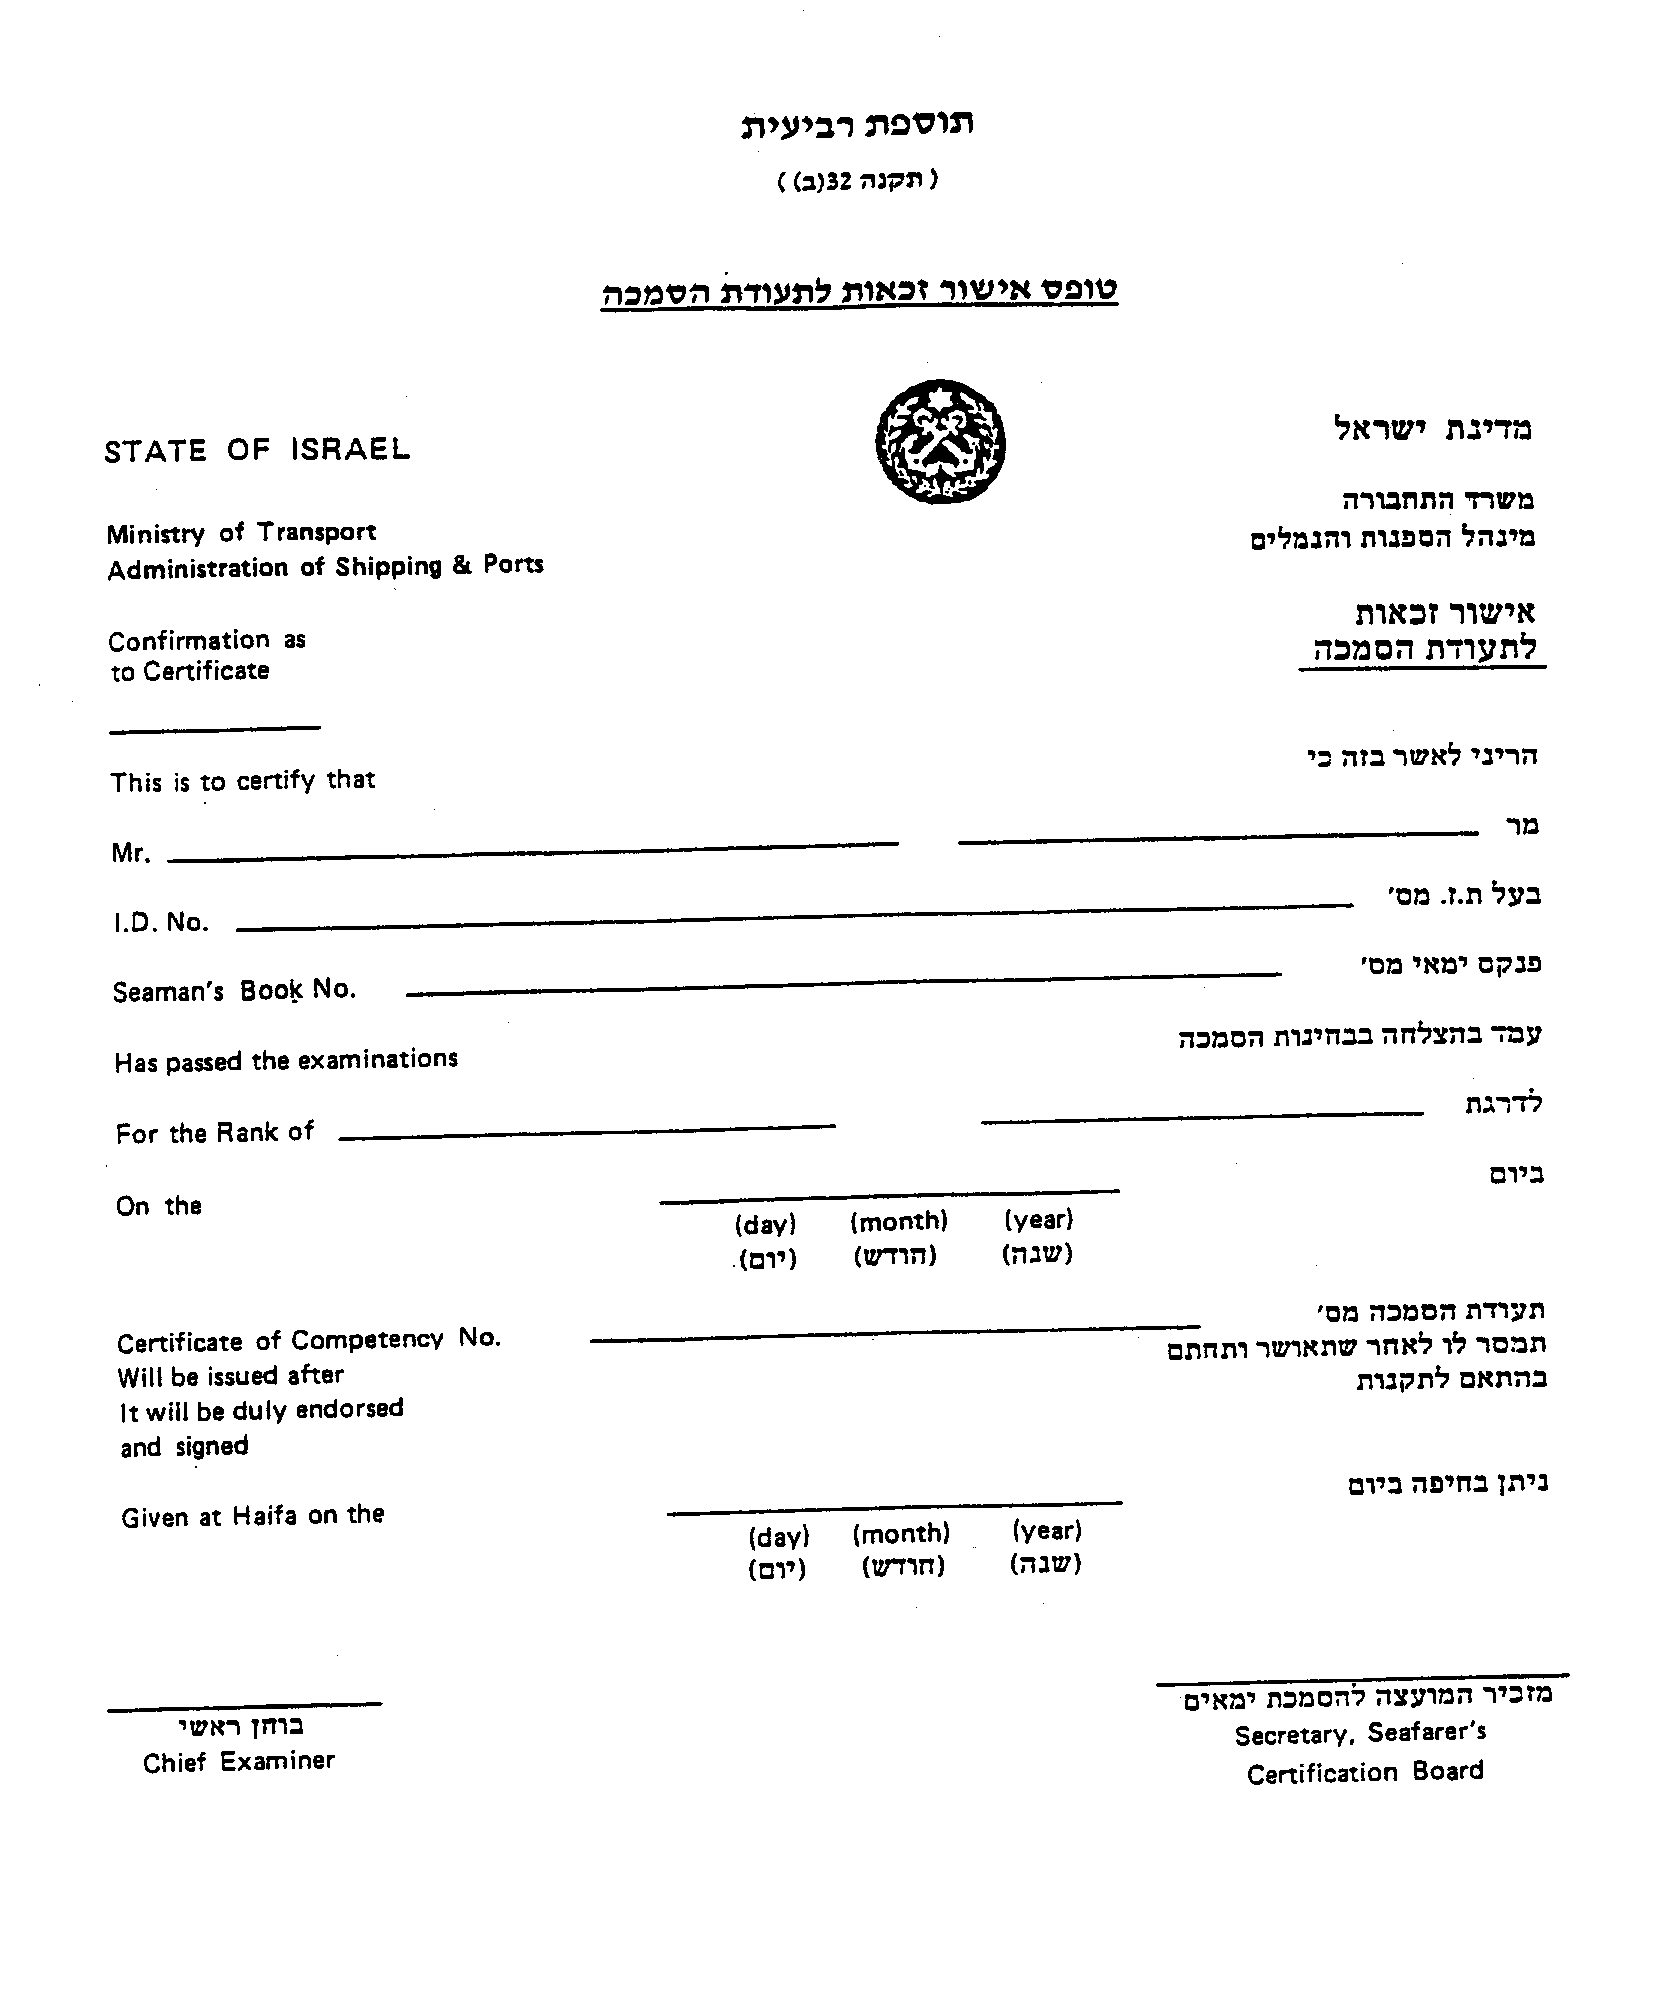 תוספת רביעית
(תקנה 32(ב))
טופס אישור זכאות לתעודת הסמכה
STATE OF ISRAEL
מדינת ישראל
Ministry of Transport
משרד התחבורה
Administration of Shipping & Ports
מינהל הספנות והנמלים
Confirmation as
אישור זכאות
to Certificate
לתעודת הסמכה
This is to certify that
הריני לאשר בזה כי
Mr.
מר
I.D. No.
בעל ת.ז. מס'
Seaman's Book No.
פנקס ימאי מס'
Has passed the examinations
עמד בהצלחה בבחינות הסמכה
For the Rank of
לדרגת
On the
ביום
(day) (month) (year)
(יום) (חודש) (שנה)
Certificate of Competency No.
תעודת הסמכה מס'
Will be issued after
תמסר לו לאחר שתאושר ותחתם
It will be duly endorsed
בהתאם לתקנות
and signed
Given at Haifa on the
ניתן בחיפה ביום
(day) (month) (year)
(יום) (חודש) (שנה)
בוחן ראשי
Chief Examiner
מזכיר המועצה להסמכת ימאים
Secretary, Seafarer's
Certification Board